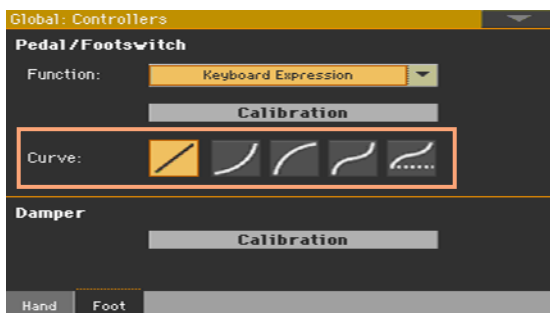 Global: Controllers
Pedal/Footswitch
Function: Keyboard Expression
Calibration
Curve:
Damper
Calibration
Hand Foot